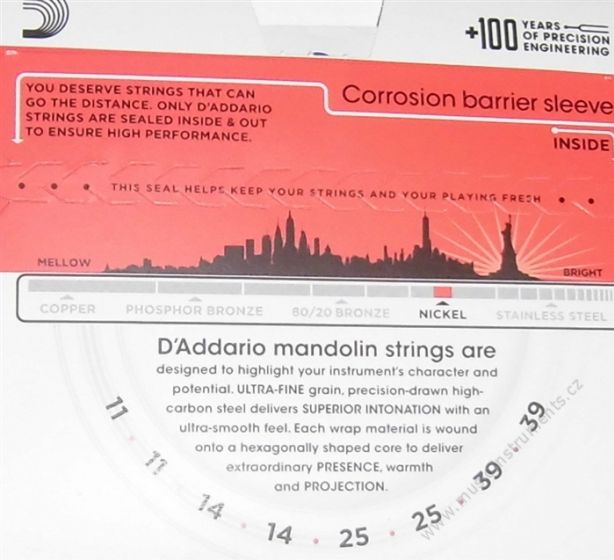 +100 YEARS
OF PRECISION
ENGINEERING
YOU DESERVE STRINGS THAT CAN
GO THE DISTANCE. ONLY D'ADDARIO
STRINGS ARE SEALED INSIDE & OUT
TO ENSURE HIGH PERFORMANCE.
Corrosion barrier sleeve
INSIDE
• • • THIS SEAL HELPS KEEP YOUR STRINGS AND YOUR PLAYING FRESH • •
MELLOW
BRIGHT
COPPER PHOSPHOR BRONZE 80/20 BRONZE NICKEL STAINLESS STEEL
D'Addario mandolin strings are
designed to highlight your instrument's character and
potential. ULTRA-FINE grain, precision-drawn high-
carbon steel delivers SUPERIOR INTONATION with an
ultra-smooth feel. Each wrap material is wound
onto a hexagonally shaped core to deliver
extraordinary PRESENCE, warmth
and PROJECTION.
11 • 11 • 14 • 14 • 25 • 25 • 39 • 39
www.musicinstruments.cz